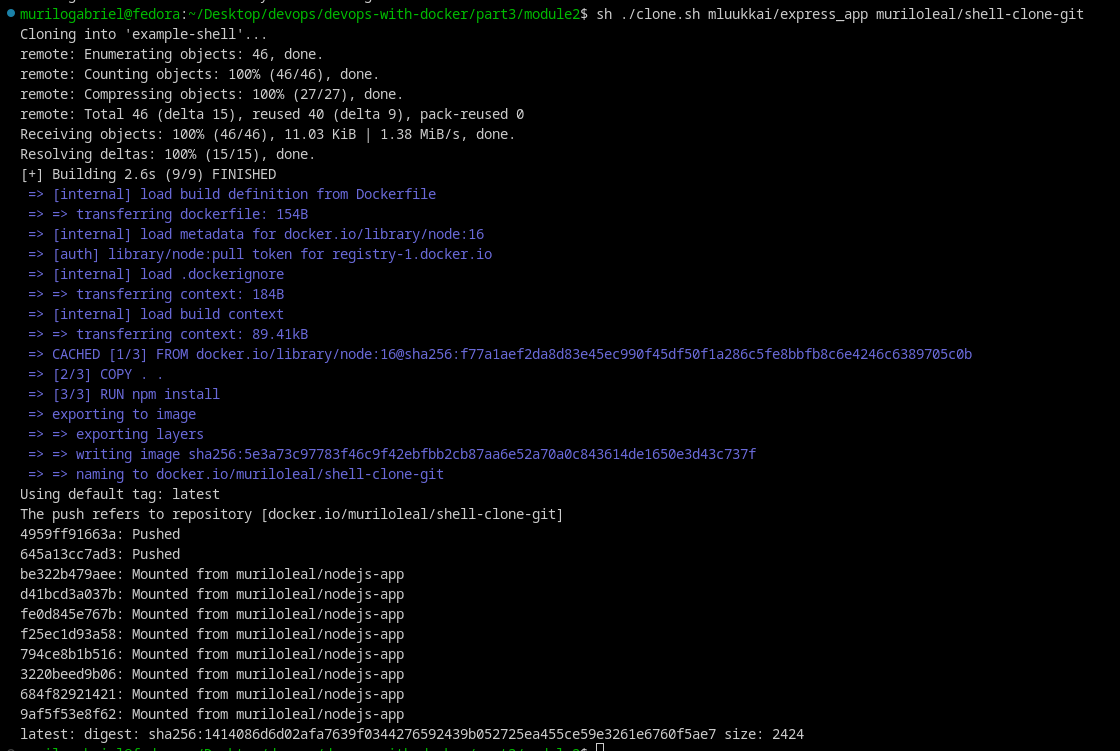 murilogabriel@fedora:~/Desktop/devops/devops-with-docker/part3/module2$ sh ./clone.sh mluukkai/express_app muriloleal/shell-clone-git
Cloning into 'example-shell'...
remote: Enumerating objects: 46, done.
remote: Counting objects: 100% (46/46), done.
remote: Compressing objects: 100% (27/27), done.
remote: Total 46 (delta 15), reused 40 (delta 9), pack-reused 0
Receiving objects: 100% (46/46), 11.03 KiB | 1.38 MiB/s, done.
Resolving deltas: 100% (15/15), done.
[+] Building 2.6s (9/9) FINISHED
=> [internal] load build definition from Dockerfile
=> => transferring dockerfile: 154B
=> [internal] load metadata for docker.io/library/node:16
=> [auth] library/node:pull token for registry-1.docker.io
=> [internal] load .dockerignore
=> => transferring context: 184B
=> [internal] load build context
=> => transferring context: 89.41kB
=> CACHED [1/3] FROM docker.io/library/node:16@sha256:f77a1aef2da8d83e45ec990f45df50f1a286c5fe8bbfb8c6e4246c6389705c0b
=> [2/3] COPY . .
=> [3/3] RUN npm install
=> exporting to image
=> => exporting layers
=> => writing image sha256:5e3a73c97783f46c9f42ebfbb2cb87aa6e52a70a0c843614de1650e3d43c737f
=> => naming to docker.io/muriloleal/shell-clone-git
Using default tag: latest
The push refers to repository [docker.io/muriloleal/shell-clone-git]
4959ff91663a: Pushed
645a13cc7ad3: Pushed
be322b479aee: Mounted from muriloleal/nodejs-app
d41bcd3a037b: Mounted from muriloleal/nodejs-app
fe0d845e767b: Mounted from muriloleal/nodejs-app
f25ec1d93a58: Mounted from muriloleal/nodejs-app
794ce8b1b516: Mounted from muriloleal/nodejs-app
3220beed9b06: Mounted from muriloleal/nodejs-app
684f82921421: Mounted from muriloleal/nodejs-app
9af5f53e8f62: Mounted from muriloleal/nodejs-app
latest: digest: sha256:1414086d6d02afa7639f0344276592439b052725ea455ce59e3261e6760f5ae7 size: 2424